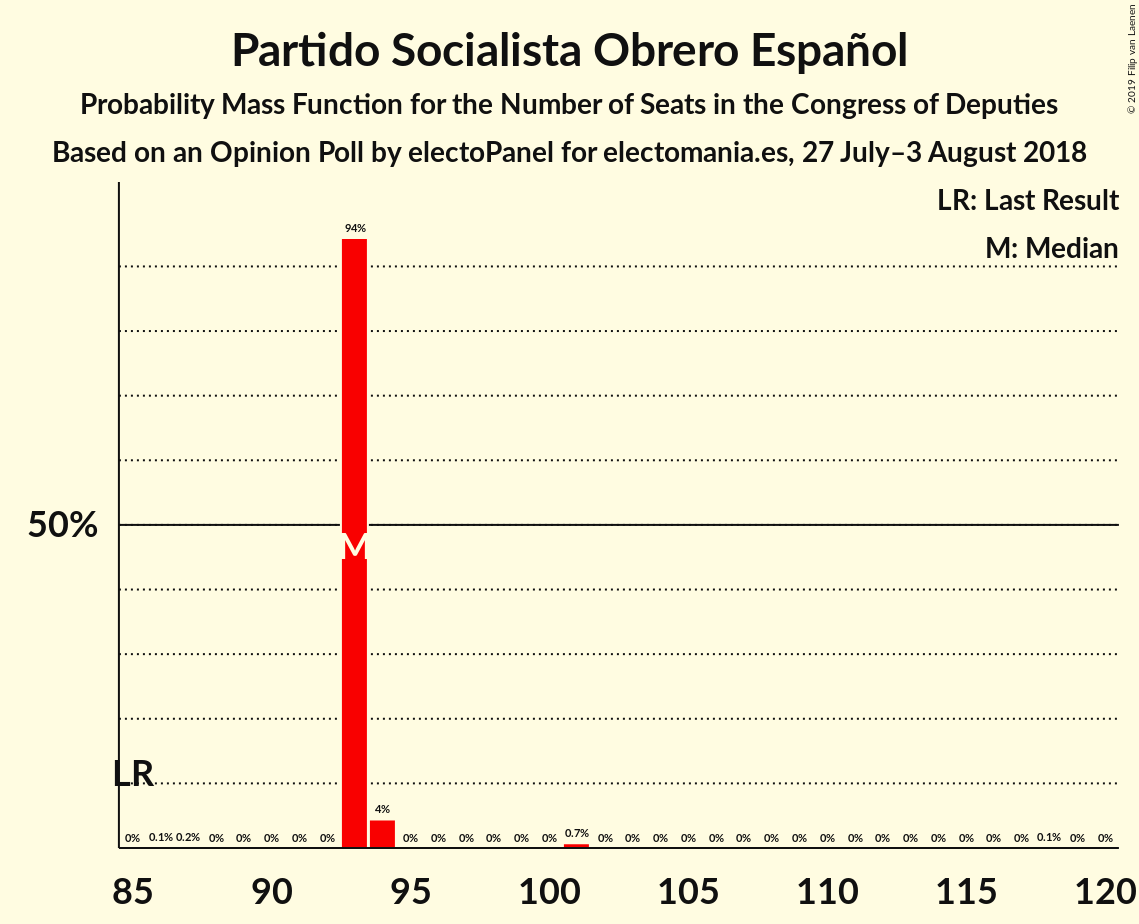 Partido Socialista Obrero Español
Probability Mass Function for the Number of Seats in the Congress of Deputies
Based on an Opinion Poll by electoPanel for electomania.es, 27 July–3 August 2018
© 2019 Filip van Laenen
LR: Last Result
M: Median
94%
50%
M
LR
4%
0% 0.1% 0.2% 0% 0% 0% 0% 0% 0% 0% 0% 0% 0% 0% 0.7% 0% 0% 0% 0% 0% 0% 0% 0% 0% 0% 0% 0% 0% 0% 0% 0.1% 0% 0%
85 90 95 100 105 110 115 120